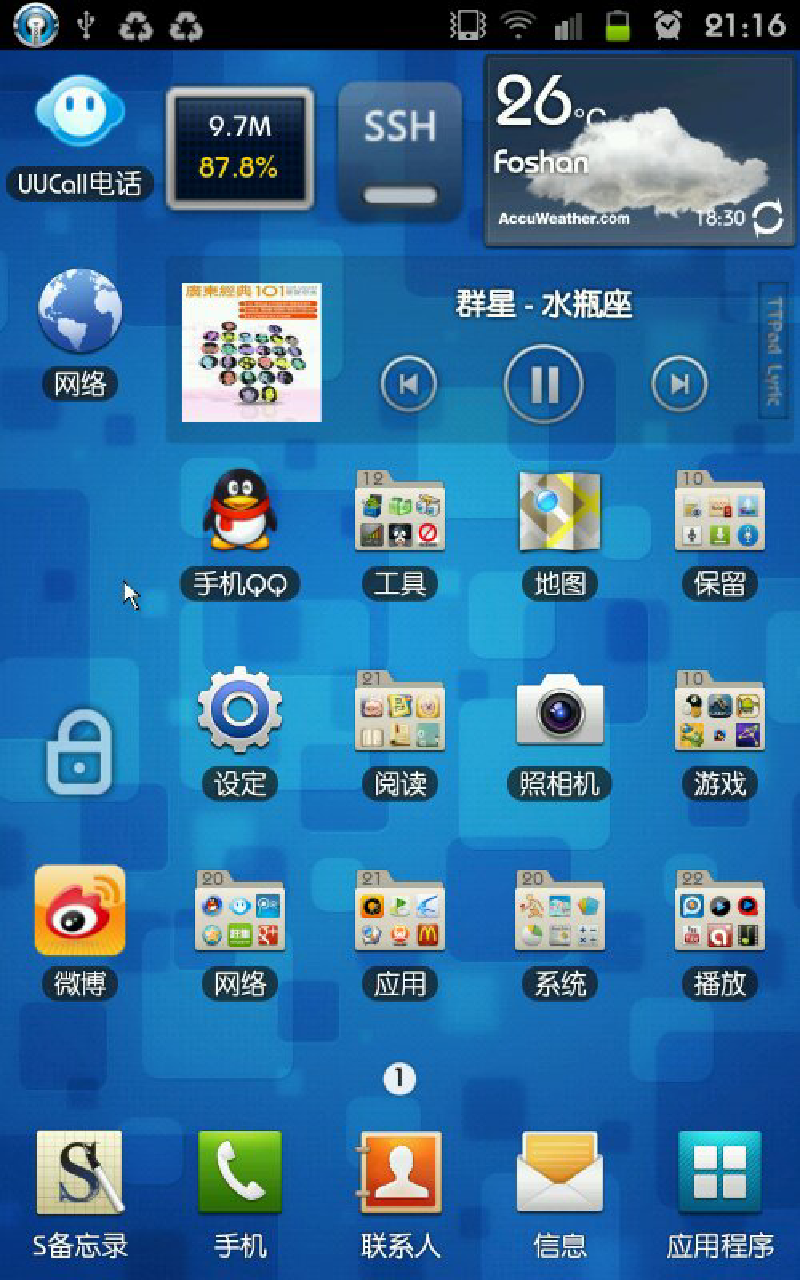 21:16
UUCall电话
9.7M
87.8%
SSH
26°C
Foshan
AccuWeather.com
18:30
网络
廣東經典101
群星 - 水瓶座
TTPod Lyric
手机QQ
12
工具
地图
10
保留
设定
21
阅读
照相机
10
游戏
微博
20
网络
21
应用
20
系统
22
播放
1
S备忘录
手机
联系人
信息
应用程序